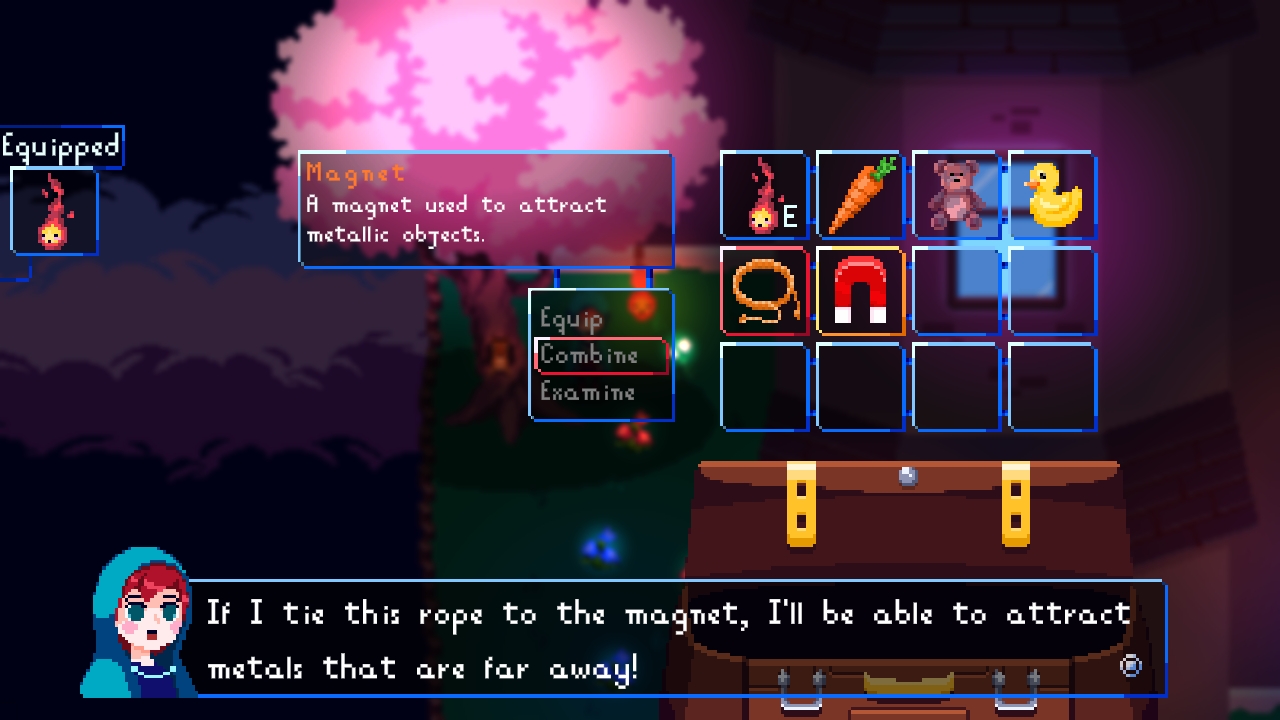 Equipped
Magnet
A magnet used to attract
metallic objects.
E
Equip
Combine
Examine
If I tie this rope to the magnet, I'll be able to attract
metals that are far away!